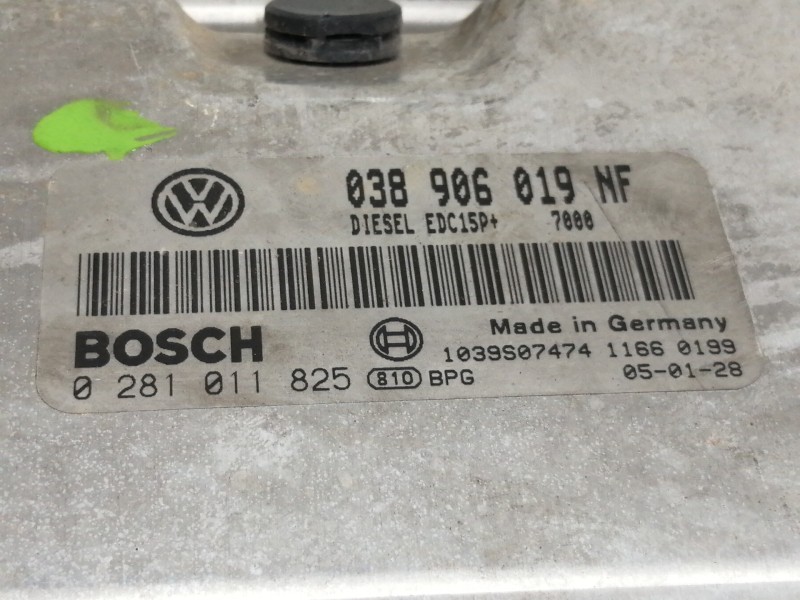 038 906 019 NF
DIESEL EDC15P+ 7000
BOSCH
Made in Germany
1039S07474 1166 0199
0 281 011 825 810 BPG
05-01-28